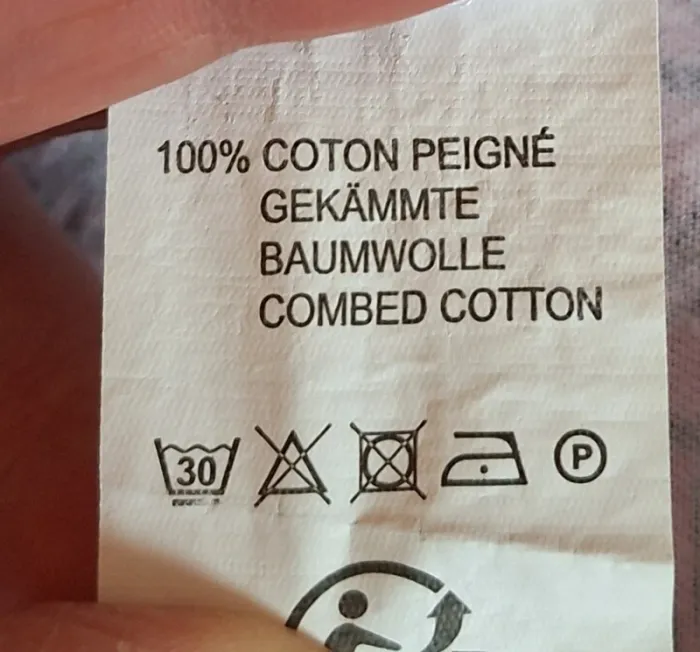 100% COTON PEIGNÉ
GEKÄMMTE
BAUMWOLLE
COMBED COTTON
30 P